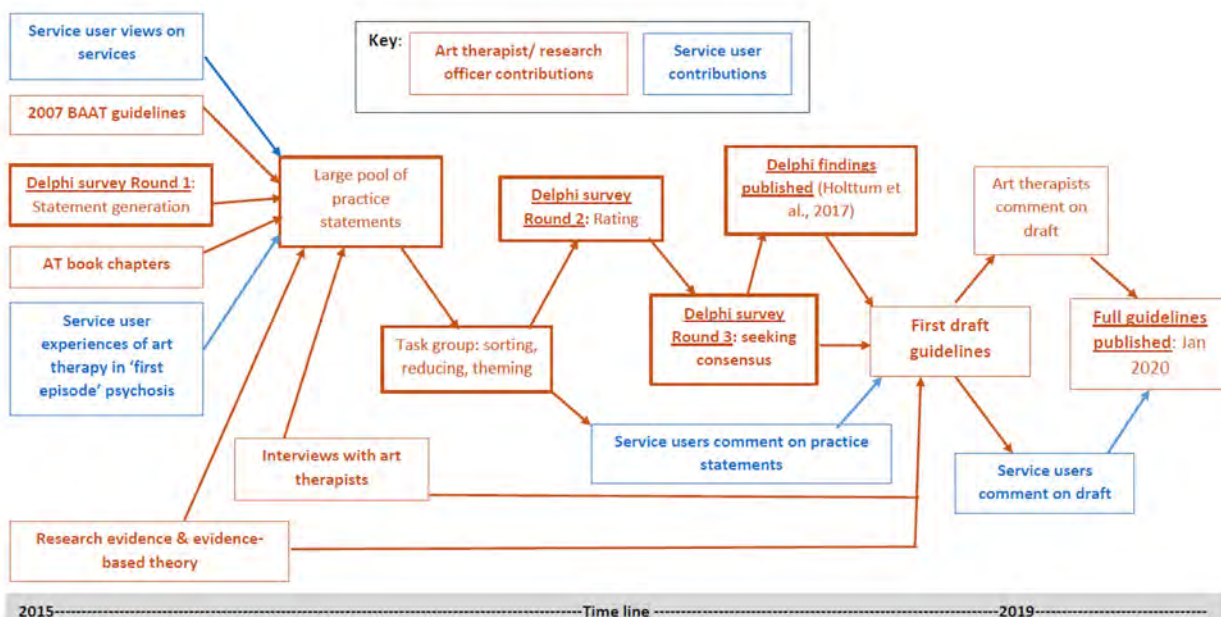 Service user views on
services
2007 BAAT guidelines
Delphi survey Round 1:
Statement generation
AT book chapters
Service user
experiences of art
therapy in ‘first
episode’ psychosis
Research evidence & evidence-
based theory
Interviews with art
therapists
Key:
Art therapist/ research
officer contributions
Service user
contributions
Large pool of
practice
statements
Task group: sorting,
reducing, theming
Delphi survey
Round 2: Rating
Delphi survey
Round 3: seeking
consensus
Service users comment on practice
statements
Delphi findings
published (Holttum et
al., 2017)
First draft
guidelines
Art therapists
comment on
draft
Service users
comment on draft
Full guidelines
published: Jan
2020
2015------Time line ------2019------